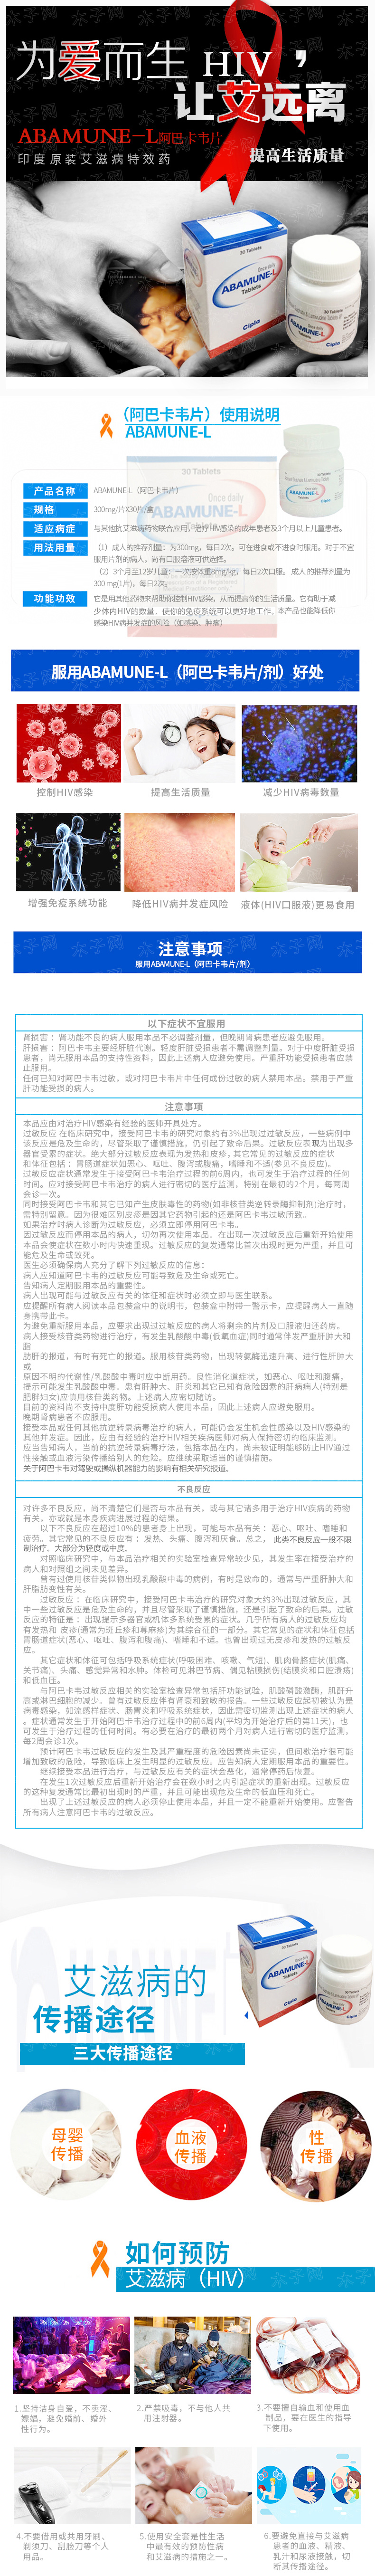 为爱而生 HIV，
让艾远离
ABAMUNE-L阿巴卡韦片
印度原装艾滋病特效药
提高生活质量
30 Tablets
Once daily
ABAMUNE-L
Tablets
Cipla
Once daily
ABAMUNE-L
Tablets
Cipla
（阿巴卡韦片）使用说明
ABAMUNE-L
30 Tablets
Once daily
ABAMUNE-L
产品名称
ABAMUNE-L（阿巴卡韦片）
规格
300mg/片X30片/盒
适应病症
与其他抗艾滋病药物联合应用，治疗HIV感染的成年患者及3个月以上儿童患者。
用法用量
（1）成人的推荐剂量：为300mg，每日2次。可在进食或不进食时服用。对于不宜
服用片剂的病人，尚有口服溶液可供选择。
（2）3个月至12岁儿童：一次按体重8mg/kg，每日2次口服。 成人的推荐剂量为
300 mg(1片)，每日2次。
功能功效
它是用其他药物来帮助你控制HIV感染，从而提高你的生活质量。它有助于减
少体内HIV的数量，使你的免疫系统可以更好地工作，本产品也能降低你
感染HIV病并发症的风险（如感染、肿瘤）
服用ABAMUNE-L（阿巴卡韦片/剂）好处
控制HIV感染
提高生活质量
减少HIV病毒数量
增强免疫系统功能
降低HIV病并发症风险
液体(HIV口服液)更易食用
注意事项
服用ABAMUNE-L（阿巴卡韦片/剂）
以下症状不宜服用
肾损害 ：肾功能不良的病人服用本品不必调整剂量，但晚期肾病患者应避免服用。
肝损害 ：阿巴卡韦主要经肝脏代谢。轻度肝脏受损患者不需调整剂量。对于中度肝脏受损
患者，尚无服用本品的支持性资料，因此上述病人应避免使用。严重肝功能受损患者应禁
止服用。
任何已知对阿巴卡韦过敏，或对阿巴卡韦片中任何成份过敏的病人禁用本品。禁用于严重
肝功能受损的病人。
注意事项
本品应由对治疗HIV感染有经验的医师开具处方。
过敏反应 在临床研究中，接受阿巴卡韦的研究对象约有3%出现过过敏反应，一些病例中
该反应是危及生命的，尽管采取了谨慎措施，仍引起了致命后果。过敏反应表现为出现多
器官受累的症状。绝大部分过敏反应表现为发热和皮疹，其它常见的过敏反应的症状
和体征包括 ：胃肠道症状如恶心、呕吐、腹泻或腹痛，嗜睡和不适(参见不良反应)。
过敏反应症状通常发生于接受阿巴卡韦治疗过程的前6周内，也可发生于治疗过程的任何
时间。应对接受阿巴卡韦治疗的病人进行密切的医疗监测，特别在最初的2个月，每两周
会诊一次。
同时接受阿巴卡韦和其它已知产生皮肤毒性的药物(如非核苷类逆转录酶抑制剂)治疗时，
需特别留意。因为很难区别皮疹是因其它药物引起的还是阿巴卡韦过敏所致。
如果治疗时病人诊断为过敏反应，必须立即停用阿巴卡韦。
因过敏反应而停用本品的病人，切勿再次使用本品。在出现一次过敏反应后重新开始使用
本品会使症状在数小时内快速重现。过敏反应的复发通常比首次出现时更为严重，并且可
能危及生命或致死。
医生必须确保病人充分了解下列过敏反应的信息：
病人应知道阿巴卡韦的过敏反应可能导致危及生命或死亡。
告知病人定期服用本品的重要性。
病人出现可能与过敏反应有关的体征和症状时必须立即与医生联系。
应提醒所有病人阅读本品包装盒中的说明书，包装盒中附带一警示卡，应提醒病人一直随
身携带此卡。
为避免重新服用本品，应要求出现过过敏反应的病人将剩余的片剂及口服液归还药房。
病人接受核苷类药物进行治疗，有发生乳酸酸中毒(低氧血症)同时通常伴发严重肝肿大和
脂
肪肝的报道，有时有死亡的报道。服用核苷类药物，出现转氨酶迅速升高、进行性肝肿大
或
原因不明的代谢性/乳酸酸中毒时应中断用药。良性消化道症状，如恶心、呕吐和腹痛，
提示可能发生乳酸酸中毒。患有肝肿大、肝炎和其它已知有危险因素的肝病病人(特别是
肥胖妇女)应慎用核苷类药物。上述病人应密切随访。
目前的资料尚不支持中度肝功能受损病人使用本品，因此上述病人应避免服用。
晚期肾病患者不应服用。
接受本品或任何其他抗逆转录病毒治疗的病人，可能仍会发生机会性感染以及HIV感染的
其他并发症。因此，应由有经验的治疗HIV相关疾病医师对病人保持密切的临床监测。
应当告知病人，当前的抗逆转录病毒疗法，包括本品在内，尚未被证明能够防止HIV通过
性接触或血液污染传播给别人的危险。应继续采取适当的谨慎措施。
关于阿巴卡韦对驾驶或操纵机器能力的影响有相关研究报道。
不良反应
对许多不良反应，尚不清楚它们是否与本品有关，或与其它诸多用于治疗HIV疾病的药物
有关，亦或就是本身疾病进展过程的结果。
以下不良反应在超过10%的患者身上出现，可能与本品有关 ：恶心、呕吐、嗜睡和
疲劳。其它常见的不良反应有 ：发热、头痛、腹泻和厌食。总之，此类不良反应一般不限
制治疗，大部分为轻度或中度，
对照临床研究中，与本品治疗相关的实验室检查异常较少见，其发生率在接受治疗的
病人和对照组之间未见差异。
曾有过使用核苷类似物出现乳酸酸中毒的病例，有时是致命的，通常与严重肝肿大和
肝脂肪变性有关。
过敏反应 ：在临床研究中，接受阿巴卡韦治疗的研究对象大约3%出现过敏反应，其
中一些过敏反应是危及生命的，并且尽管采取了谨慎措施，还是引起了致命的后果。过敏
反应的特征是 ：出现提示多器官或机体多系统受累的症状。几乎所有病人的过敏反应均
有发热和 皮疹(通常为斑丘疹和荨麻疹)为其综合征的一部分。其它常见的症状和体征包括
胃肠道症状(恶心、呕吐、腹泻和腹痛)、嗜睡和不适。也曾出现过无皮疹和发热的过敏反
应。
其它症状和体征可包括呼吸系统症状(呼吸困难、咳嗽、气短)、肌肉骨骼症状(肌痛、
关节痛)、头痛、感觉异常和水肿。体检可见淋巴节病、偶见粘膜损伤(结膜炎和口腔溃疡)
和低血压。
与阿巴卡韦过敏反应相关的实验室检查异常包括肝功能试验，肌酸磷酸激酶，肌酐升
高或淋巴细胞的减少。曾有过敏反应伴有肾衰和致敏的报告。一些过敏反应起初被认为是
病毒感染，如流感样症状、肠胃炎和呼吸系统症状，因此需密切监测出现上述症状的病人
。症状通常发生于开始阿巴卡韦治疗过程中的前6周内(平均为开始治疗后的第11天)，也
可发生于治疗过程的任何时间。有必要在治疗的最初两个月对病人进行密切的医疗监测，
每2周会诊1次。
预计阿巴卡韦过敏反应的发生及其严重程度的危险因素尚未证实，但间歇治疗很可能
增加致敏的危险，导致临床上发生明显的过敏反应。应告知病人定期服用本品的重要性。
继续接受本品进行治疗，与过敏反应有关的症状会恶化，通常停药后恢复。
在发生1次过敏反应后重新开始治疗会在数小时之内引起症状的重新出现。过敏反应
的这种复发通常比最初出现时的严重，并且可能出现危及生命的低血压和死亡。
出现了上述过敏反应的病人必须停止使用本品，并且一定不能重新开始使用。应警告
所有病人注意阿巴卡韦的过敏反应。
艾滋病的
传播途径
三大传播途径
30 Tablets
Once daily
ABAMUNE-L
Tablets
Cipla
ABAMUNE-L
Cipla
母婴
传播
血液
传播
性
传播
如何预防
艾滋病（HIV）
1.坚持洁身自爱，不卖淫、
嫖娼，避免婚前、婚外
性行为。
2.严禁吸毒，不与他人共
用注射器。
3.不要擅自输血和使用血
制品，要在医生的指导
下使用。
4.不要借用或共用牙刷、
剃须刀、刮脸刀等个人
用品。
5.使用安全套是性生活
中最有效的预防性病
和艾滋病的措施之一。
6.要避免直接与艾滋病
患者的血液、精液、
乳汁和尿液接触，切
断其传播途径。